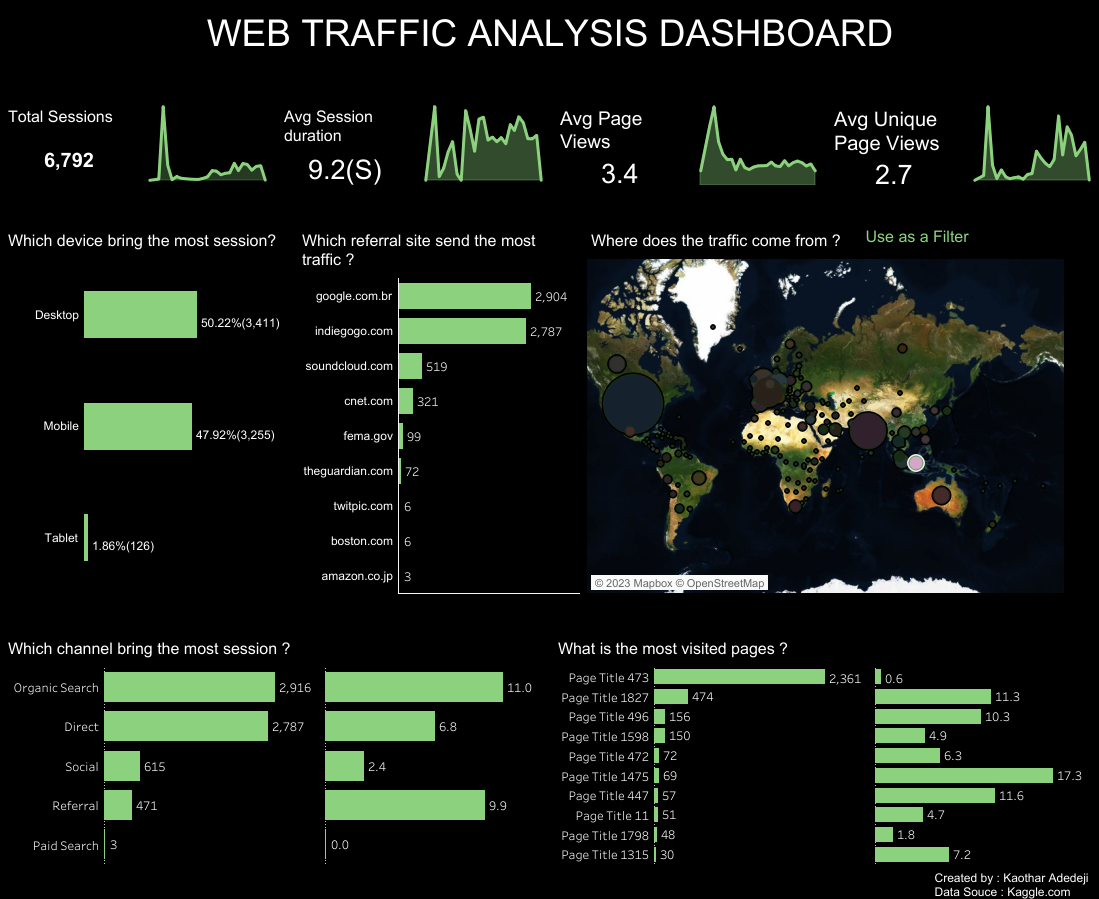 WEB TRAFFIC ANALYSIS DASHBOARD
Total Sessions
6,792
Avg Session
duration
9.2(S)
Avg Page
Views
3.4
Avg Unique
Page Views
2.7
Which device bring the most session?
Desktop
50.22%(3,411)
Mobile
47.92%(3,255)
Tablet
1.86%(126)
Which referral site send the most
traffic ?
google.com.br 2,904
indiegogo.com 2,787
soundcloud.com 519
cnet.com 321
fema.gov 99
theguardian.com 72
twitpic.com 6
boston.com 6
amazon.co.jp 3
Where does the traffic come from ?
Use as a Filter
© 2023 Mapbox © OpenStreetMap
Which channel bring the most session ?
Organic Search 2,916 11.0
Direct 2,787 6.8
Social 615 2.4
Referral 471 9.9
Paid Search 3 0.0
What is the most visited pages ?
Page Title 473 2,361 0.6
Page Title 1827 474 11.3
Page Title 496 156 10.3
Page Title 1598 150 4.9
Page Title 472 72 6.3
Page Title 1475 69 17.3
Page Title 447 57 11.6
Page Title 11 51 4.7
Page Title 1798 48 1.8
Page Title 1315 30 7.2
Created by : Kaothar Adedeji
Data Souce : Kaggle.com